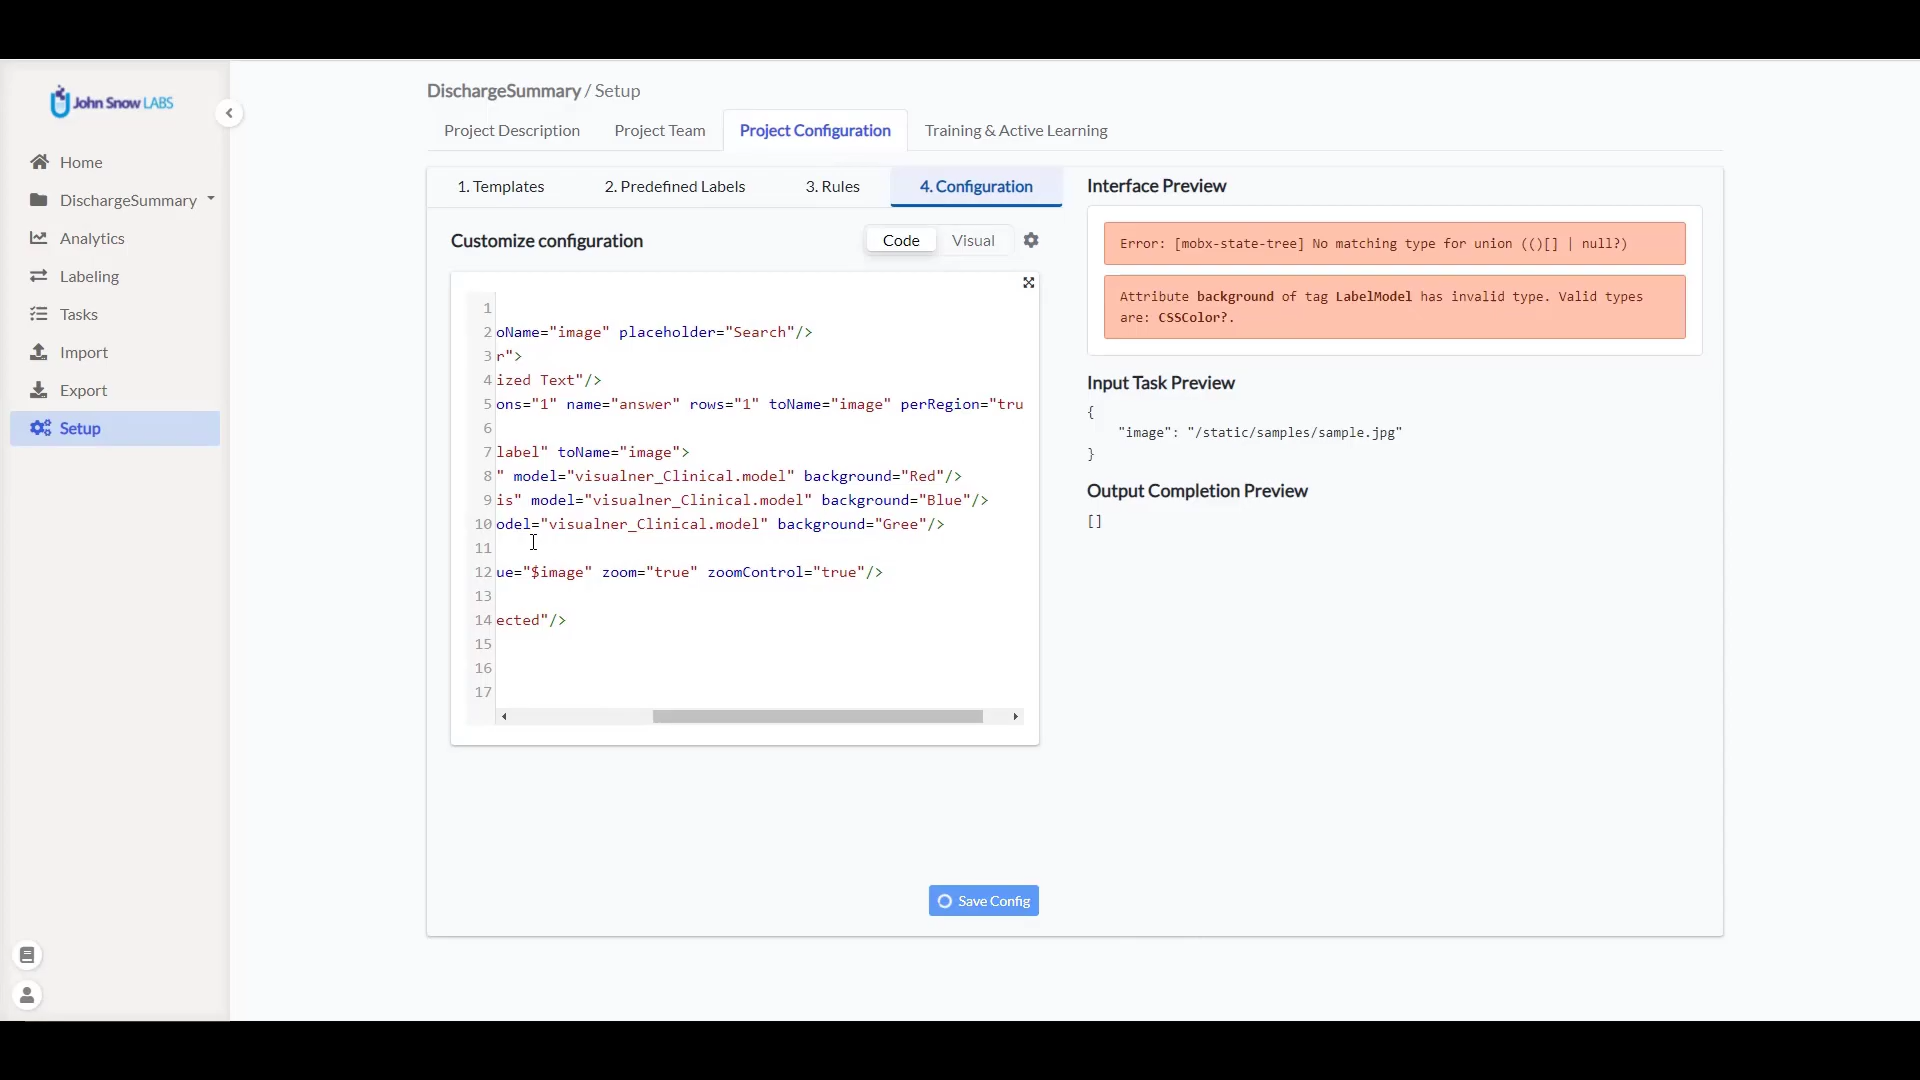 John Snow LABS
Home
DischargeSummary
Analytics
Labeling
Tasks
Import
Export
Setup
DischargeSummary / Setup
Project Description
Project Team
Project Configuration
Training & Active Learning
1. Templates
2. Predefined Labels
3. Rules
4. Configuration
Customize configuration
Code
Visual
1
2 oName="image" placeholder="Search"/>
3 r">
4 ized Text"/>
5 ons="1" name="answer" rows="1" toName="image" perRegion="tru
6
7 label" toName="image">
8 " model="visualner_Clinical.model" background="Red"/>
9 is" model="visualner_Clinical.model" background="Blue"/>
10 odel="visualner_Clinical.model" background="Gree"/>
11
12 ue="$image" zoom="true" zoomControl="true"/>
13
14 ected"/>
15
16
17
Save Config
Interface Preview
Error: [mobx-state-tree] No matching type for union (()[] | null?)
Attribute background of tag LabelModel has invalid type. Valid types
are: CSSColor?.
Input Task Preview
{
"image": "/static/samples/sample.jpg"
}
Output Completion Preview
[]